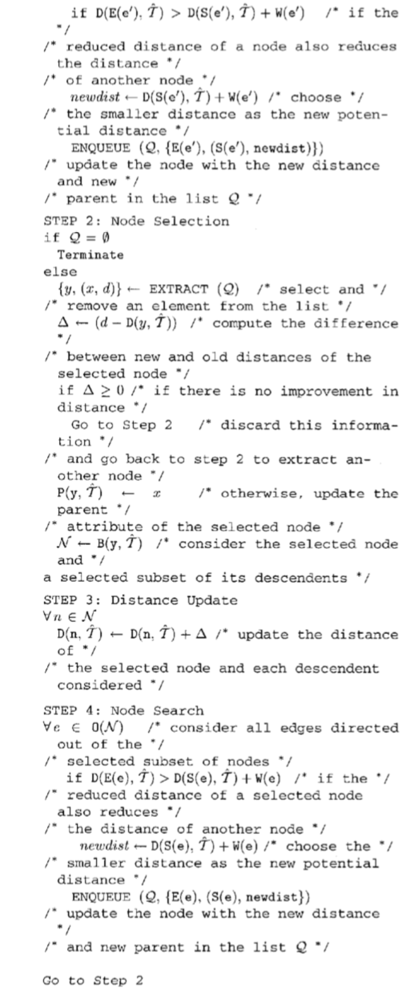 if D(E(e′), T̂) > D(S(e′), T̂) + W(e′) /* if the
*/
/* reduced distance of a node also reduces
the distance */
/* of another node */
newdist ← D(S(e′), T̂) + W(e′) /* choose */
/* the smaller distance as the new poten-
tial distance */
ENQUEUE (Q, {E(e′), (S(e′), newdist)})
/* update the node with the new distance
and new */
/* parent in the list Q */
STEP 2: Node Selection
if Q = ∅
Terminate
else
{y, (x, d)} ← EXTRACT (Q) /* select and */
/* remove an element from the list */
Δ ← (d − D(y, T̂)) /* compute the difference
*/
/* between new and old distances of the
selected node */
if Δ ≥ 0 /* if there is no improvement in
distance */
Go to Step 2 /* discard this informa-
tion */
/* and go back to step 2 to extract an-
other node */
P(y, T̂) ← x /* otherwise, update the
parent */
/* attribute of the selected node */
N ← B(y, T̂) /* consider the selected node
and */
a selected subset of its descendents */
STEP 3: Distance Update
∀n ∈ N
D(n, T̂) ← D(n, T̂) + Δ /* update the distance
of */
/* the selected node and each descendent
considered */
STEP 4: Node Search
∀e ∈ O(N) /* consider all edges directed
out of the */
/* selected subset of nodes */
if D(E(e), T̂) > D(S(e), T̂) + W(e) /* if the */
/* reduced distance of a selected node
also reduces */
/* the distance of another node */
newdist ← D(S(e), T̂) + W(e) /* choose the */
/* smaller distance as the new potential
distance */
ENQUEUE (Q, {E(e), (S(e), newdist})
/* update the node with the new distance
*/
/* and new parent in the list Q */
Go to Step 2